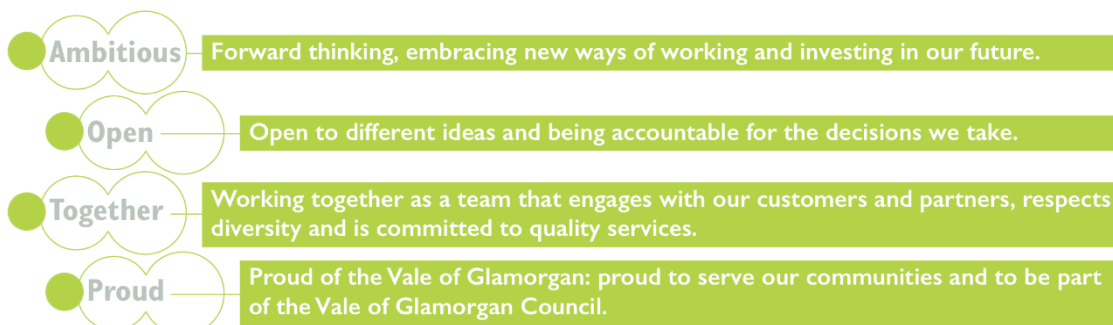 Ambitious
Forward thinking, embracing new ways of working and investing in our future.
Open
Open to different ideas and being accountable for the decisions we take.
Together
Working together as a team that engages with our customers and partners, respects
diversity and is committed to quality services.
Proud
Proud of the Vale of Glamorgan: proud to serve our communities and to be part
of the Vale of Glamorgan Council.